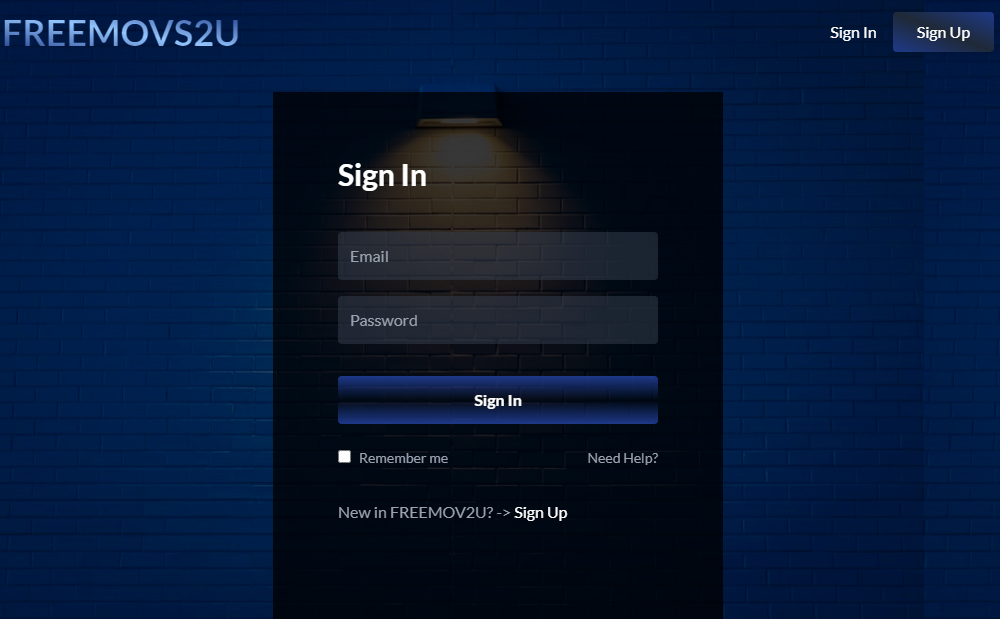 FREEMOVS2U
Sign In
Sign Up
Sign In
Email
Password
Sign In
Remember me
Need Help?
New in FREEMOV2U? -> Sign Up